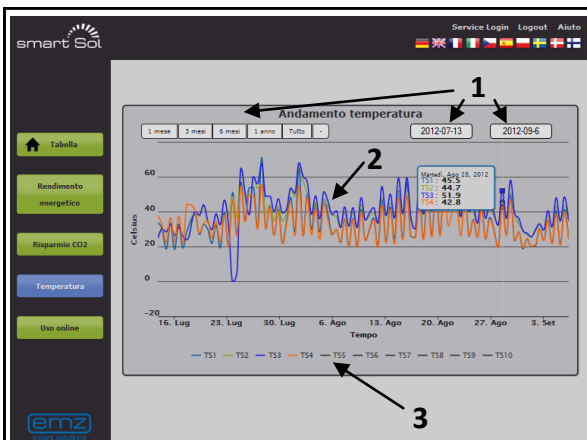 smart Sol
Service Login Logout Aiuto
1
Andamento temperatura
1 mese 3 mesi 6 mesi 1 anno Tutto - 2012-07-13 2012-09-6
Tabella
Rendimento
energetico
Risparmio CO2
Temperatura
Uso online
2
Martedì, Ago 28, 2012
TS1: 45.5
TS2: 44.7
TS3: 51.9
TS4: 42.8
Celsius
60
40
20
0
-20
16. Lug 23. Lug 30. Lug 6. Ago 13. Ago 20. Ago 27. Ago 3. Set
Tempo
TS1 TS2 TS3 TS4 TS5 TS6 TS7 TS8 TS9 TS10
3
emz
smart solutions